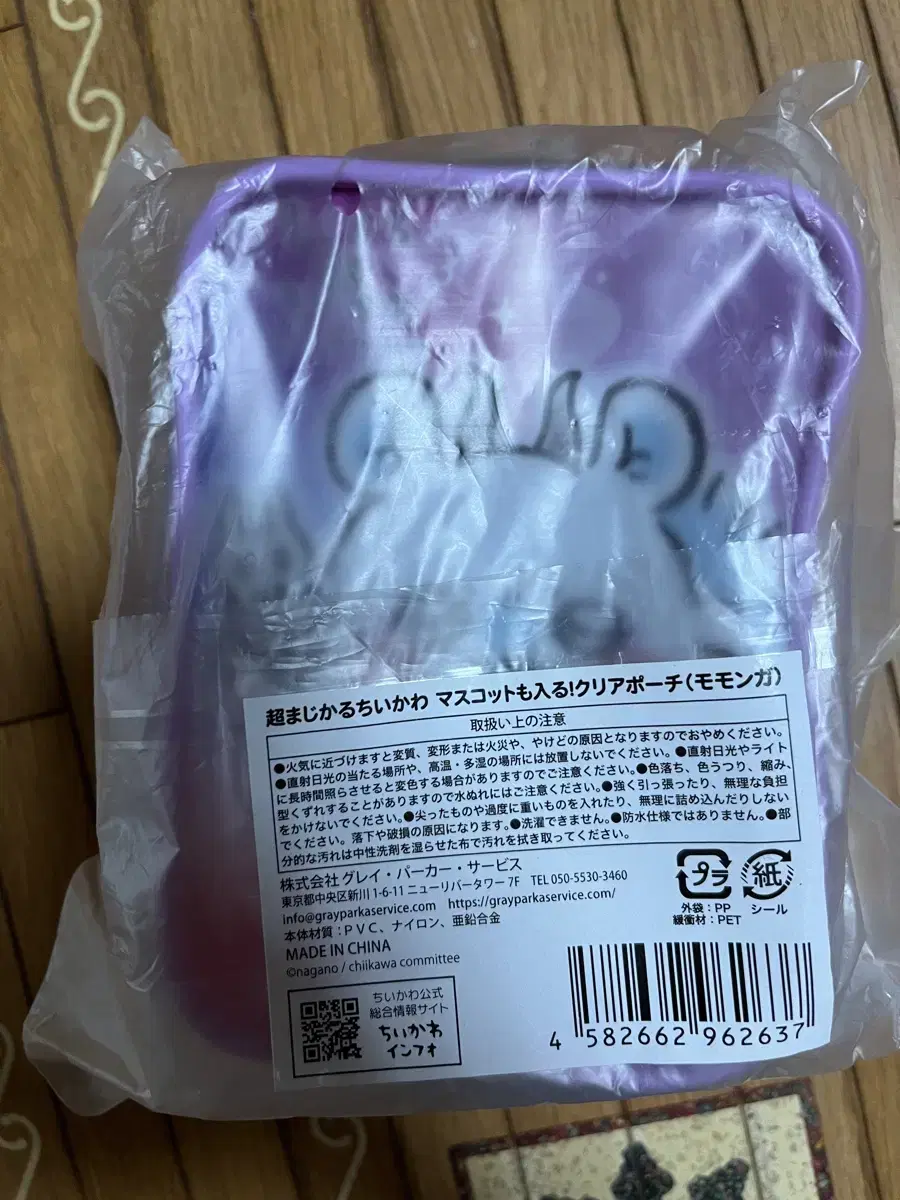 超まじかるちいかわ マスコットも入る!クリアポーチ(モモンガ)
取扱い上の注意
●火気に近づけますと変質、変形または火災や、やけどの原因となりますのでおやめください。
●直射日光の当たる場所や、高温・多湿の場所には放置しないでください。●直射日光やライト
に長時間照らさせると変色する場合がありますのでご注意ください。●色落ち、色うつり、縮み、
型くずれすることがありますので水ぬれにはご注意ください。●強く引っ張ったり、無理な負担
をかけないでください。●尖ったものや過度に重いものを入れたり、無理に詰め込んだりしない
でください。落下や破損の原因になります。●洗濯できません。●防水仕様ではありません。●部
分的な汚れは中性洗剤を湿らせた布で汚れを拭き取ってください。
株式会社グレイ・パーカー・サービス
東京都中央区新川1-6-11 ニューリバータワー 7F TEL 050-5530-3460
info@grayparkaservice.com https://grayparkaservice.com/
本体材質:PVC、ナイロン、亜鉛合金
MADE IN CHINA
©nagano / chiikawa committee
プラ
紙
外袋:PP
緩衝材:PET
シール
ちいかわ公式
総合情報サイト
ちいかわ
インフォ
4 582662 962637